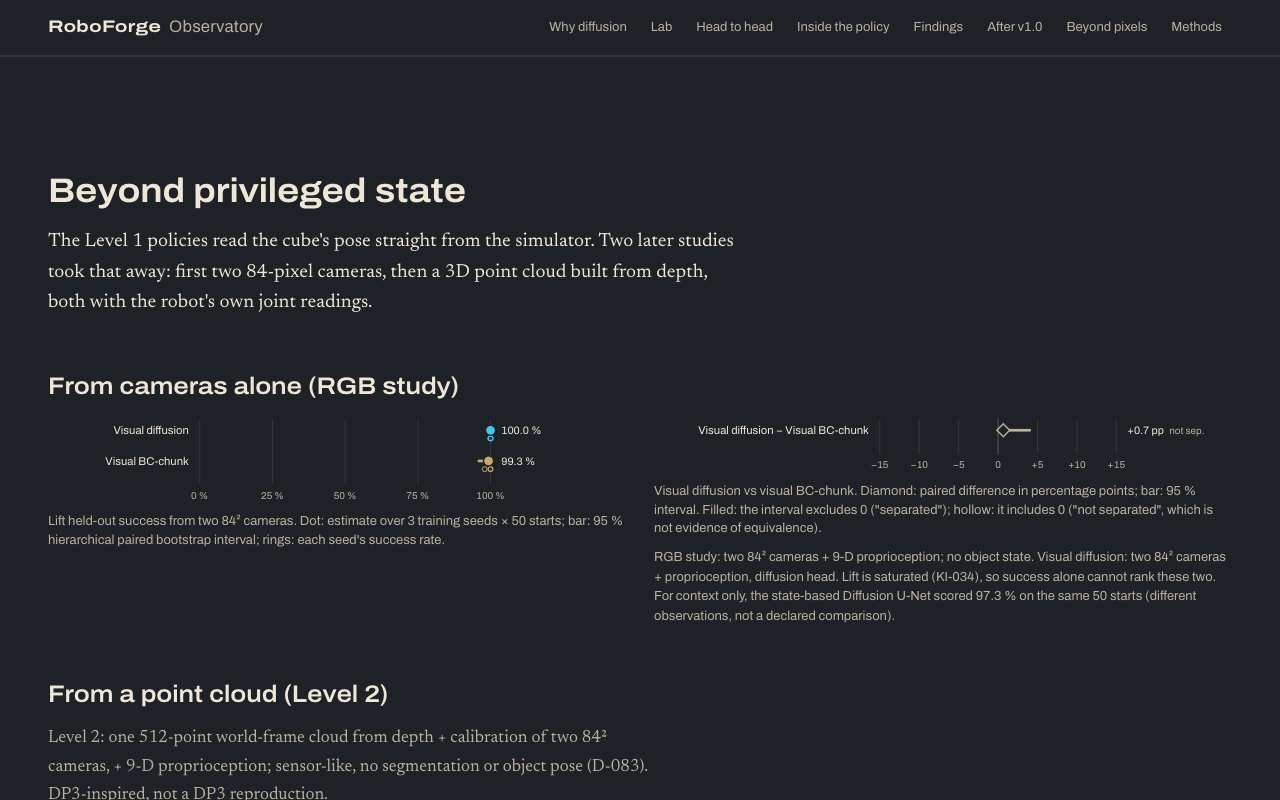 RoboForge Observatory
Why diffusion
Lab
Head to head
Inside the policy
Findings
After v1.0
Beyond pixels
Methods
Beyond privileged state
The Level 1 policies read the cube's pose straight from the simulator. Two later studies
took that away: first two 84-pixel cameras, then a 3D point cloud built from depth,
both with the robot's own joint readings.
From cameras alone (RGB study)
Visual diffusion
100.0 %
Visual BC-chunk
99.3 %
0 %
25 %
50 %
75 %
100 %
Lift held-out success from two 84² cameras. Dot: estimate over 3 training seeds × 50 starts; bar: 95 %
hierarchical paired bootstrap interval; rings: each seed's success rate.
Visual diffusion − Visual BC-chunk
+0.7 pp not sep.
−15
−10
−5
0
+5
+10
+15
Visual diffusion vs visual BC-chunk. Diamond: paired difference in percentage points; bar: 95 %
interval. Filled: the interval excludes 0 ("separated"); hollow: it includes 0 ("not separated", which is
not evidence of equivalence).
RGB study: two 84² cameras + 9-D proprioception; no object state. Visual diffusion: two 84² cameras
+ proprioception, diffusion head. Lift is saturated (KI-034), so success alone cannot rank these two.
For context only, the state-based Diffusion U-Net scored 97.3 % on the same 50 starts (different
observations, not a declared comparison).
From a point cloud (Level 2)
Level 2: one 512-point world-frame cloud from depth + calibration of two 84²
cameras, + 9-D proprioception; sensor-like, no segmentation or object pose (D-083).
DP3-inspired, not a DP3 reproduction.